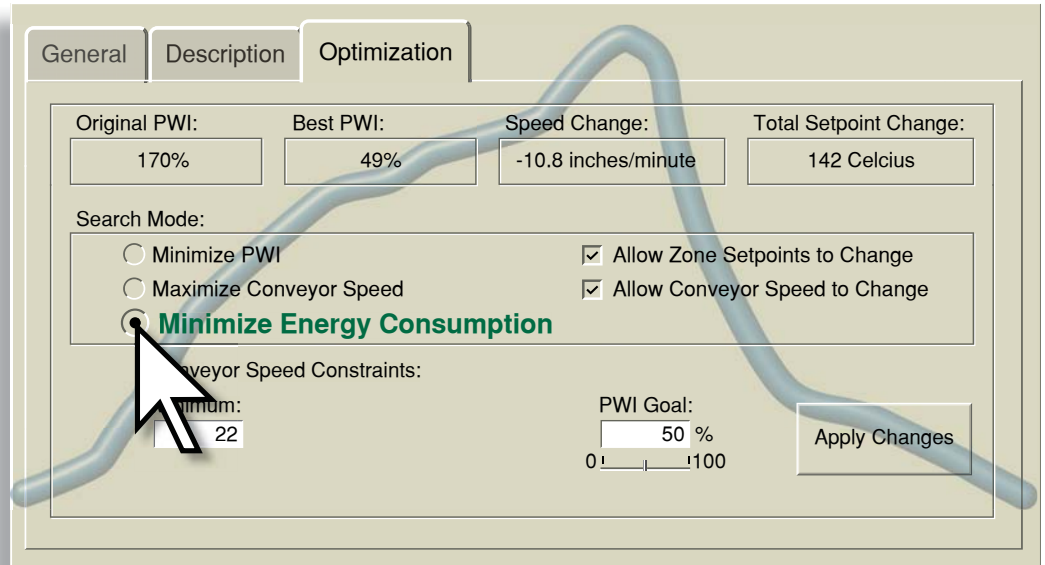 General Description Optimization
Original PWI: Best PWI: Speed Change: Total Setpoint Change:
170% 49% -10.8 inches/minute 142 Celcius
Search Mode:
Minimize PWI Allow Zone Setpoints to Change
Maximize Conveyor Speed Allow Conveyor Speed to Change
Minimize Energy Consumption
Speed Constraints:
PWI Goal:
22 50 % Apply Changes
0 100